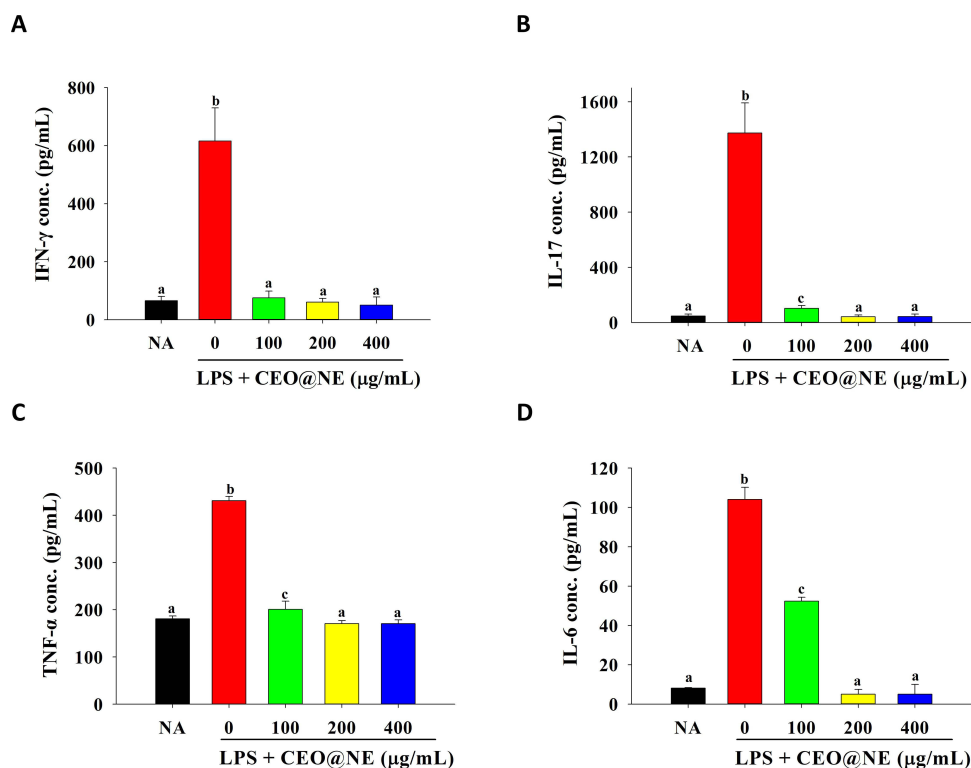 A
IFN-γ conc. (pg/mL)
800
600
400
200
0
a
b
a
a
a
NA
0
100
200
400
LPS + CEO@NE (μg/mL)
B
IL-17 conc. (pg/mL)
1600
1200
800
400
0
a
b
c
a
a
NA
0
100
200
400
LPS + CEO@NE (μg/mL)
C
TNF-α conc. (pg/mL)
500
400
300
200
100
0
a
b
c
a
a
NA
0
100
200
400
LPS + CEO@NE (μg/mL)
D
IL-6 conc. (pg/mL)
120
100
80
60
40
20
0
a
b
c
a
a
NA
0
100
200
400
LPS + CEO@NE (μg/mL)